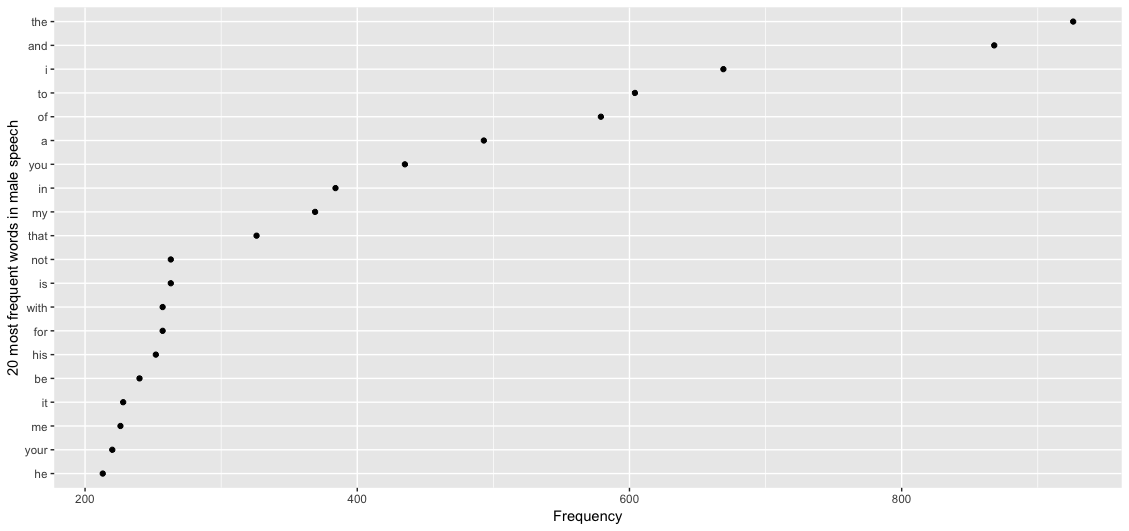 20 most frequent words in male speech
the
and
i
to
of
a
you
in
my
that
not
is
with
for
his
be
it
me
your
he
200 400 600 800
Frequency